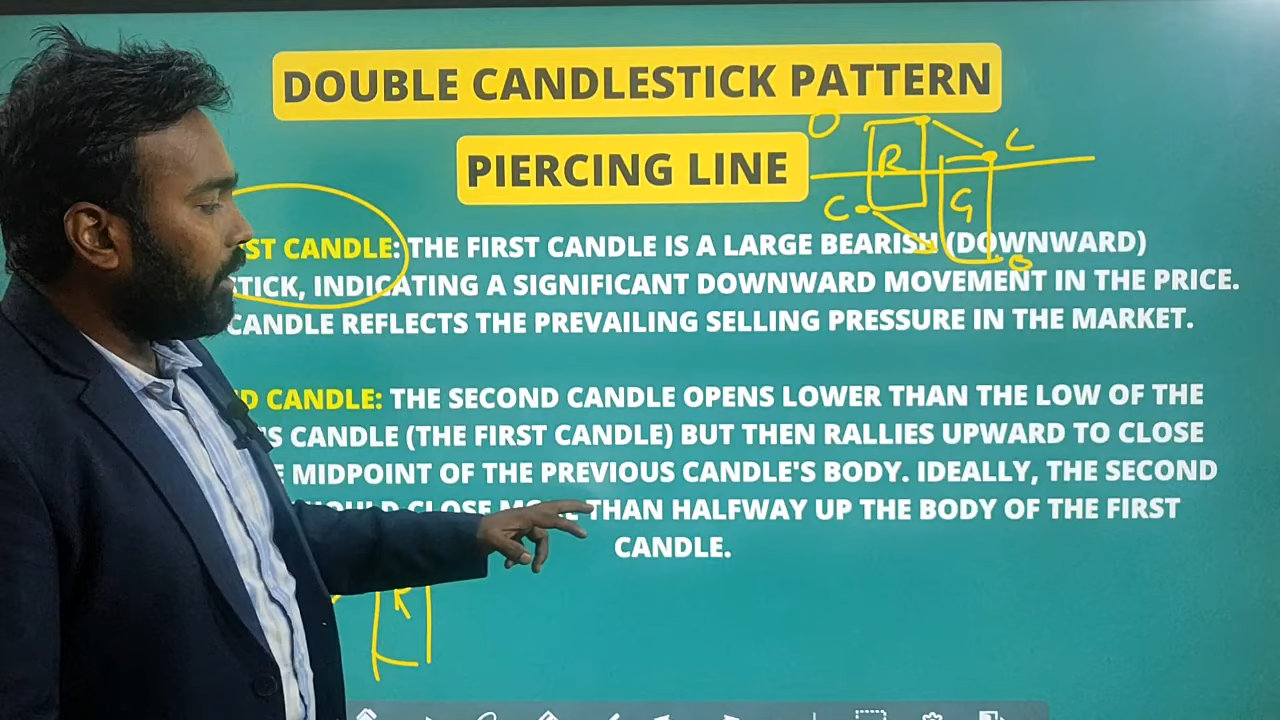 DOUBLE CANDLESTICK PATTERN
PIERCING LINE
O
R
C
C
G
O
CANDLE: THE FIRST CANDLE IS A LARGE BEARISH (DOWNWARD)
INDICATING A SIGNIFICANT DOWNWARD MOVEMENT IN THE PRICE.
CANDLE REFLECTS THE PREVAILING SELLING PRESSURE IN THE MARKET.
CANDLE: THE SECOND CANDLE OPENS LOWER THAN THE LOW OF THE
CANDLE (THE FIRST CANDLE) BUT THEN RALLIES UPWARD TO CLOSE
MIDPOINT OF THE PREVIOUS CANDLE'S BODY. IDEALLY, THE SECOND
CLOSE MORE THAN HALFWAY UP THE BODY OF THE FIRST
CANDLE.
R